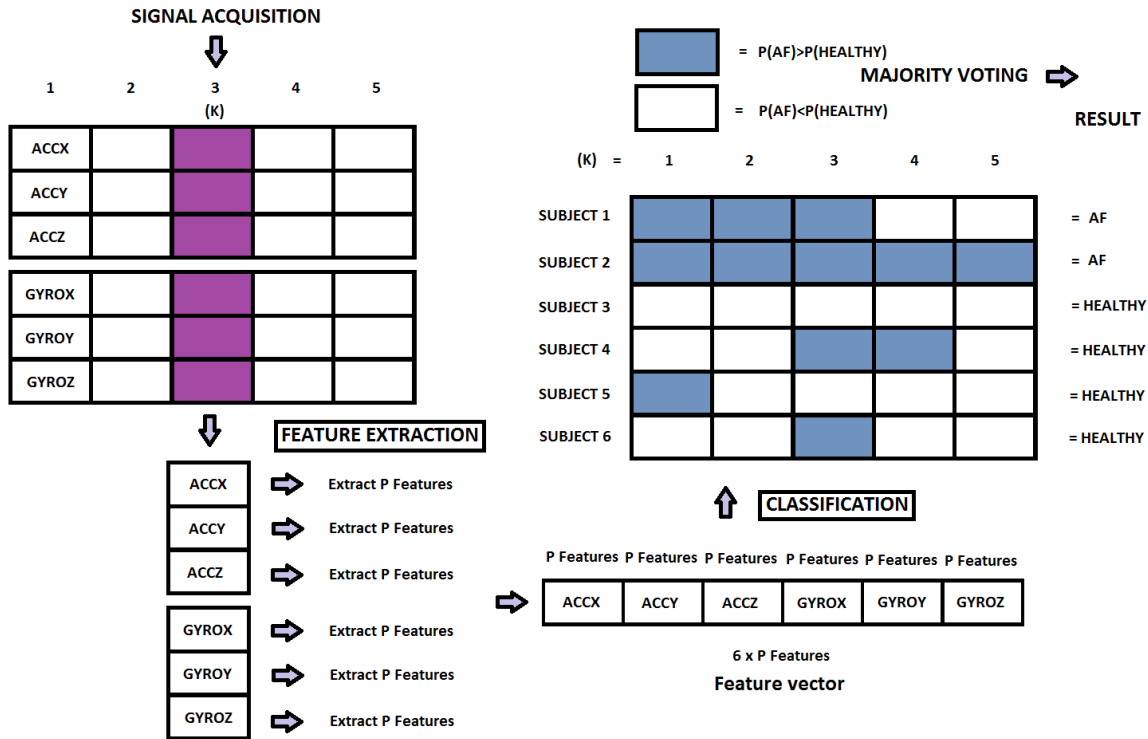 SIGNAL ACQUISITION
1 2 3 4 5
(K)
ACCX
ACCY
ACCZ
GYROX
GYROY
GYROZ
FEATURE EXTRACTION
ACCX Extract P Features
ACCY Extract P Features
ACCZ Extract P Features
GYROX Extract P Features
GYROY Extract P Features
GYROZ Extract P Features
P Features P Features P Features P Features P Features P Features
ACCX ACCY ACCZ GYROX GYROY GYROZ
6 x P Features
Feature vector
CLASSIFICATION
= P(AF)>P(HEALTHY)
= P(AF)<P(HEALTHY)
MAJORITY VOTING
RESULT
(K) = 1 2 3 4 5
SUBJECT 1 = AF
SUBJECT 2 = AF
SUBJECT 3 = HEALTHY
SUBJECT 4 = HEALTHY
SUBJECT 5 = HEALTHY
SUBJECT 6 = HEALTHY